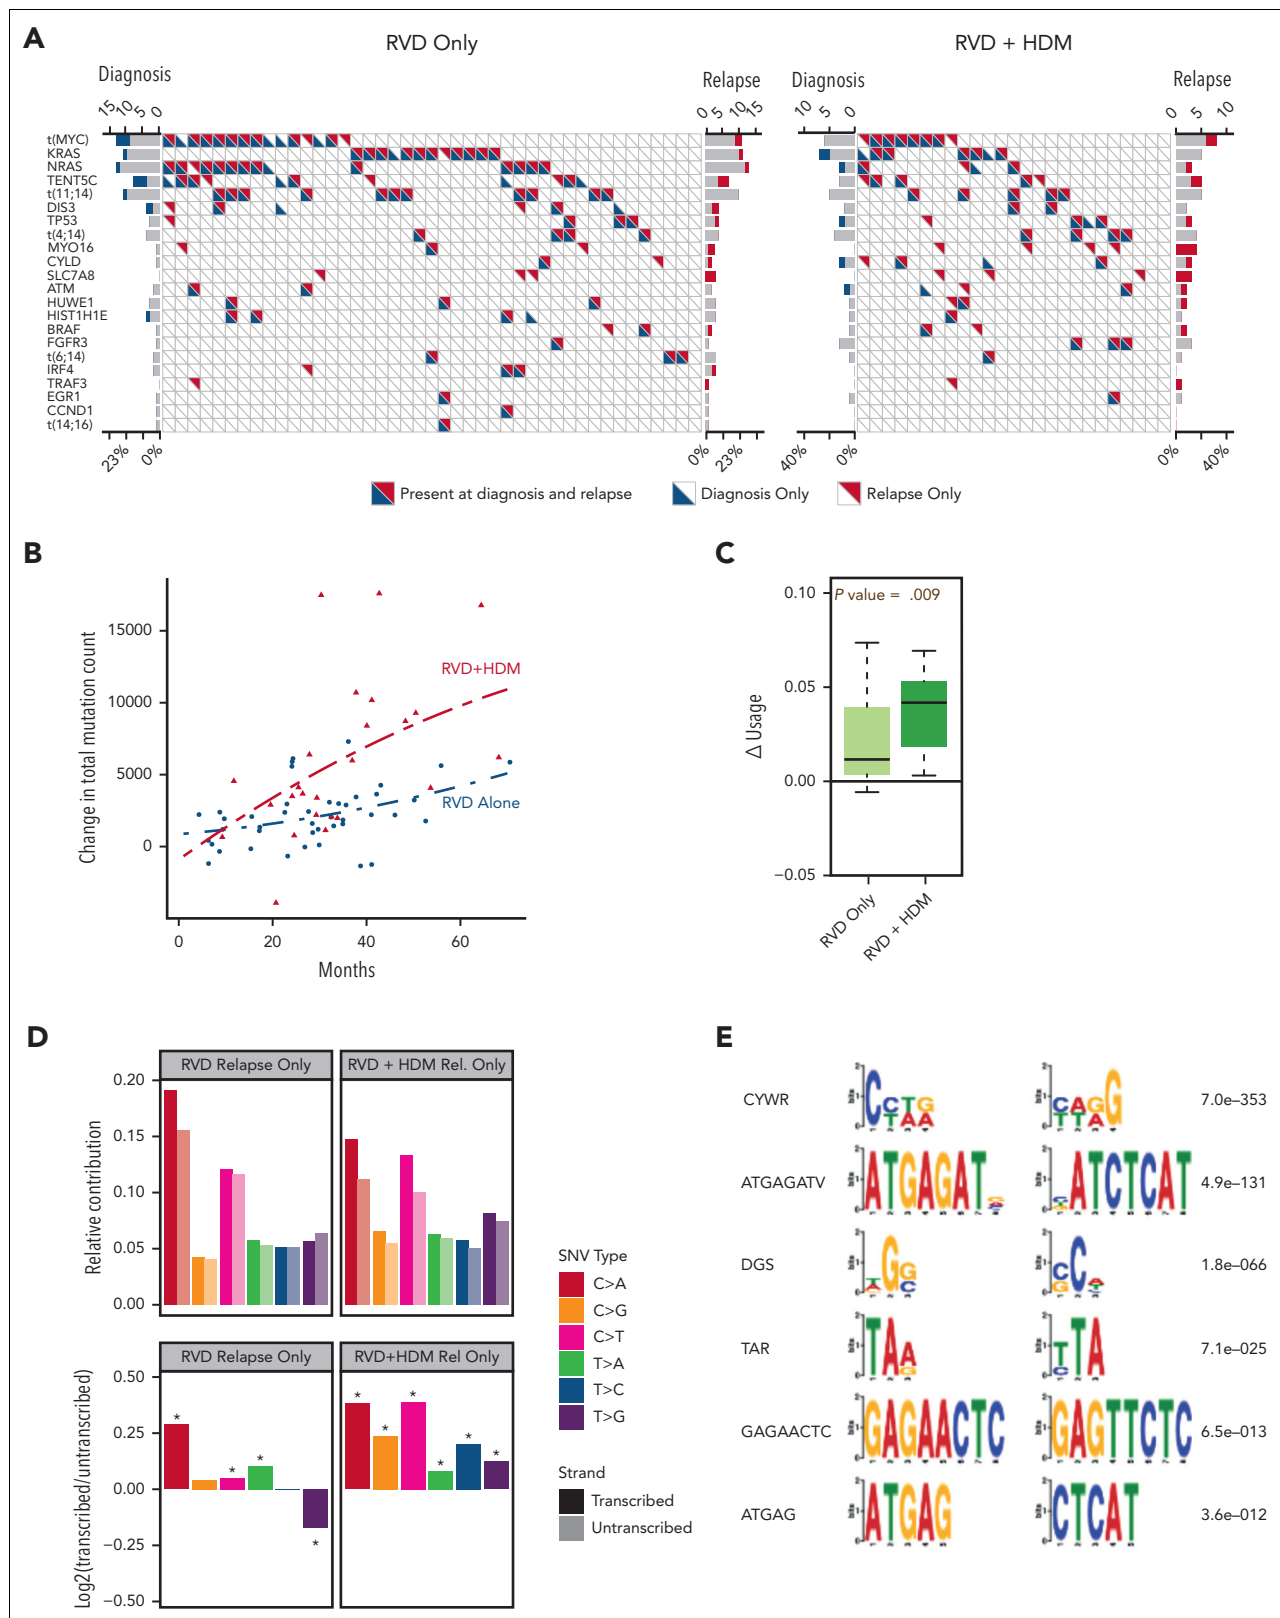 A
RVD Only
RVD + HDM
Diagnosis
Relapse
Diagnosis
Relapse
15 10 5 0
0 5 10 15
10 5 0
0 5 10
t(MYC)
KRAS
NRAS
TENT5C
t(11;14)
DIS3
TP53
t(4;14)
MYO16
CYLD
SLC7A8
ATM
HUWE1
HIST1H1E
BRAF
FGFR3
t(6;14)
IRF4
TRAF3
EGR1
CCND1
t(14;16)
23% 0%
0% 23%
40% 0%
0% 40%
Present at diagnosis and relapse
Diagnosis Only
Relapse Only
B
Change in total mutation count
15000
10000
5000
0
RVD+HDM
RVD Alone
0 20 40 60
Months
C
P value = .009
Δ Usage
0.10
0.05
0.00
−0.05
RVD Only
RVD + HDM
D
RVD Relapse Only
RVD + HDM Rel. Only
Relative contribution
0.20
0.15
0.10
0.05
0.00
RVD Relapse Only
RVD+HDM Rel Only
Log2(transcribed/untranscribed)
0.50
0.25
0.00
−0.25
−0.50
* * * *
* * * * * *
SNV Type
C>A
C>G
C>T
T>A
T>C
T>G
Strand
Transcribed
Untranscribed
E
CYWR
7.0e–353
ATGAGATV
ATGAGAT
ATCTCAT
4.9e–131
DGS
1.8e–066
TAR
7.1e–025
GAGAACTC
GAGAACTC
GAGTTCTC
6.5e–013
ATGAG
ATGAG
CTCAT
3.6e–012